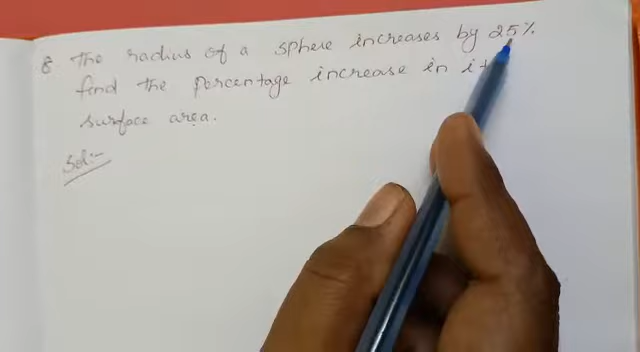 8 The radius of a sphere increases by 25%
find the percentage increase in it
surface area.
Sol:-